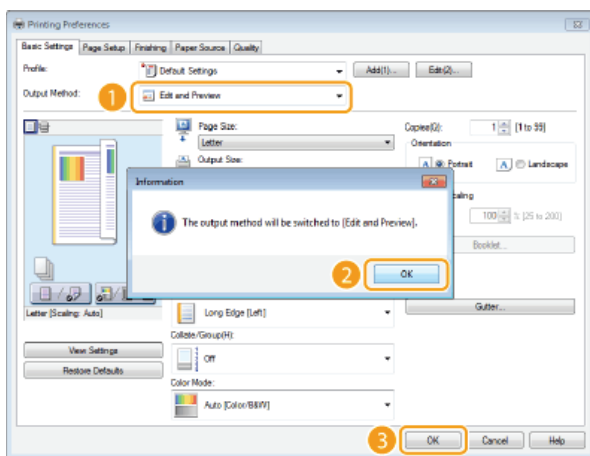 Printing Preferences
Basic Settings Page Setup Finishing Paper Source Quality
Profile: Default Settings Add(1)... Edit(2)...
Output Method: 1 Edit and Preview
Page Size: Copies(Q): 1 [1 to 99]
Letter Orientation
Output Size: A Portrait A Landscape
Information
100 % [25 to 200]
The output method will be switched to [Edit and Preview].
Booklet...
2 OK
Letter [Scaling: Auto] Long Edge [Left] Gutter...
Collate/Group(H):
View Settings Off
Restore Defaults
Color Mode:
Auto [Color/B&W]
3 OK Cancel Help